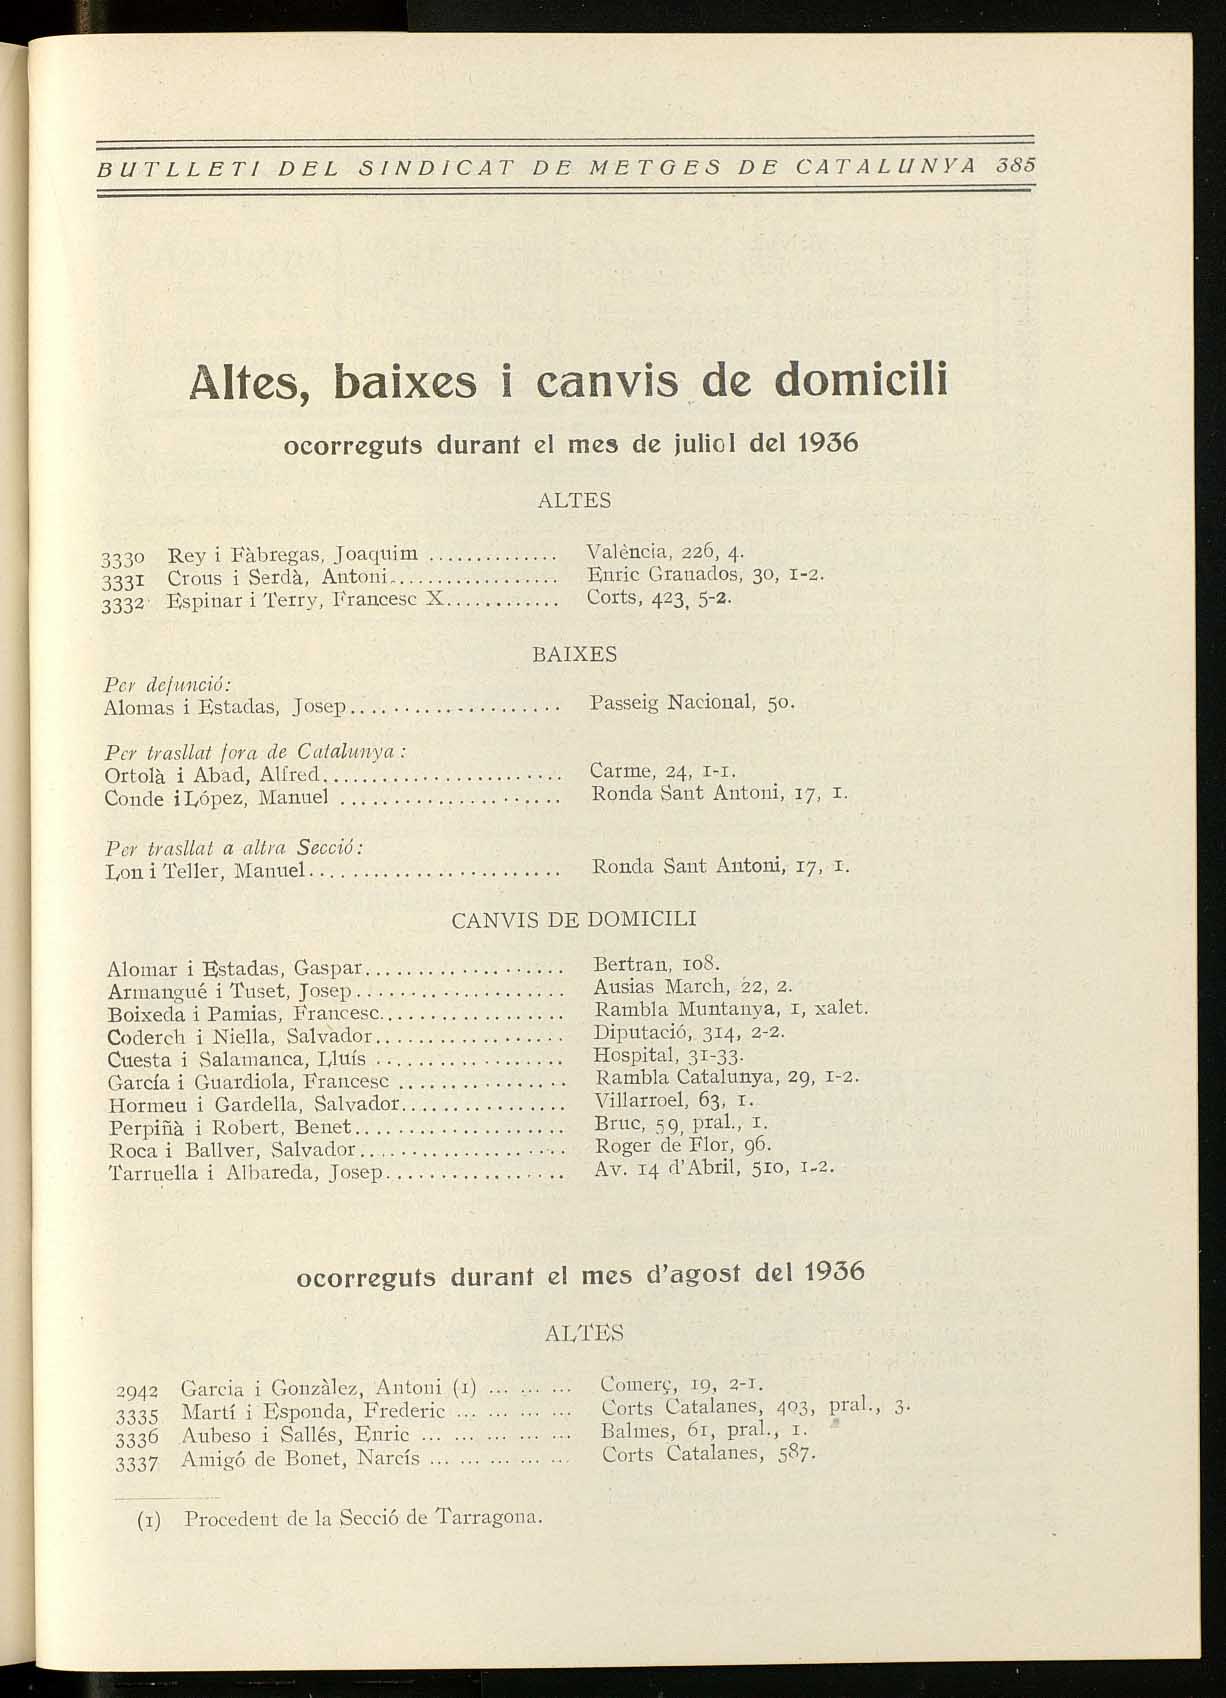 BUTLLETI DEL SINDICAT DE METGES DE CATALUNYA 385
Altes, baixes i canvis de domicili
ocorreguts durant el mes de juliol del 1936
ALTES
3330 Rey i Fàbregas, Joaquim .............. València, 226, 4.
3331 Crous i Serdà, Antoni.................. Enric Granados, 30, 1-2.
3332 Espinar i Terry, Francesc X............ Corts, 423, 5-2.
BAIXES
Per defunció:
Alomas i Estadas, Josep.................... Passeig Nacional, 50.
Per trasllat fora de Catalunya:
Ortolà i Abad, Alfred....................... Carme, 24, 1-1.
Conde i López, Manuel ..................... Ronda Sant Antoni, 17, 1.
Per trasllat a altra Secció:
Lon i Teller, Manuel........................ Ronda Sant Antoni, 17, 1.
CANVIS DE DOMICILI
Alomar i Estadas, Gaspar................... Bertran, 108.
Armangué i Tuset, Josep.................... Ausias March, 22, 2.
Boixeda i Pamias, Francesc.................. Rambla Muntanya, 1, xalet.
Coderch i Niella, Salvador.................. Diputació, 314, 2-2.
Cuesta i Salamanca, Lluís .................. Hospital, 31-33.
García i Guardiola, Francesc ................ Rambla Catalunya, 29, 1-2.
Hormeu i Gardella, Salvador................ Villarroel, 63, 1.
Perpiñà i Robert, Benet.................... Bruc, 59, pral., 1.
Roca i Ballver, Salvador.................... Roger de Flor, 96.
Tarruella i Albareda, Josep................. Av. 14 d'Abril, 510, 1-2.
ocorreguts durant el mes d'agost del 1936
ALTES
2942 Garcia i Gonzàlez, Antoni (1) ... ... ... Comerç, 19, 2-1.
3335 Martí i Esponda, Frederic ... ... ... ... Corts Catalanes, 403, pral., 3.
3336 Aubeso i Sallés, Enric ... ... ... ... ... Balmes, 61, pral., 1.
3337 Amigó de Bonet, Narcís ... ... ... ... ... Corts Catalanes, 587.
(1) Procedent de la Secció de Tarragona.